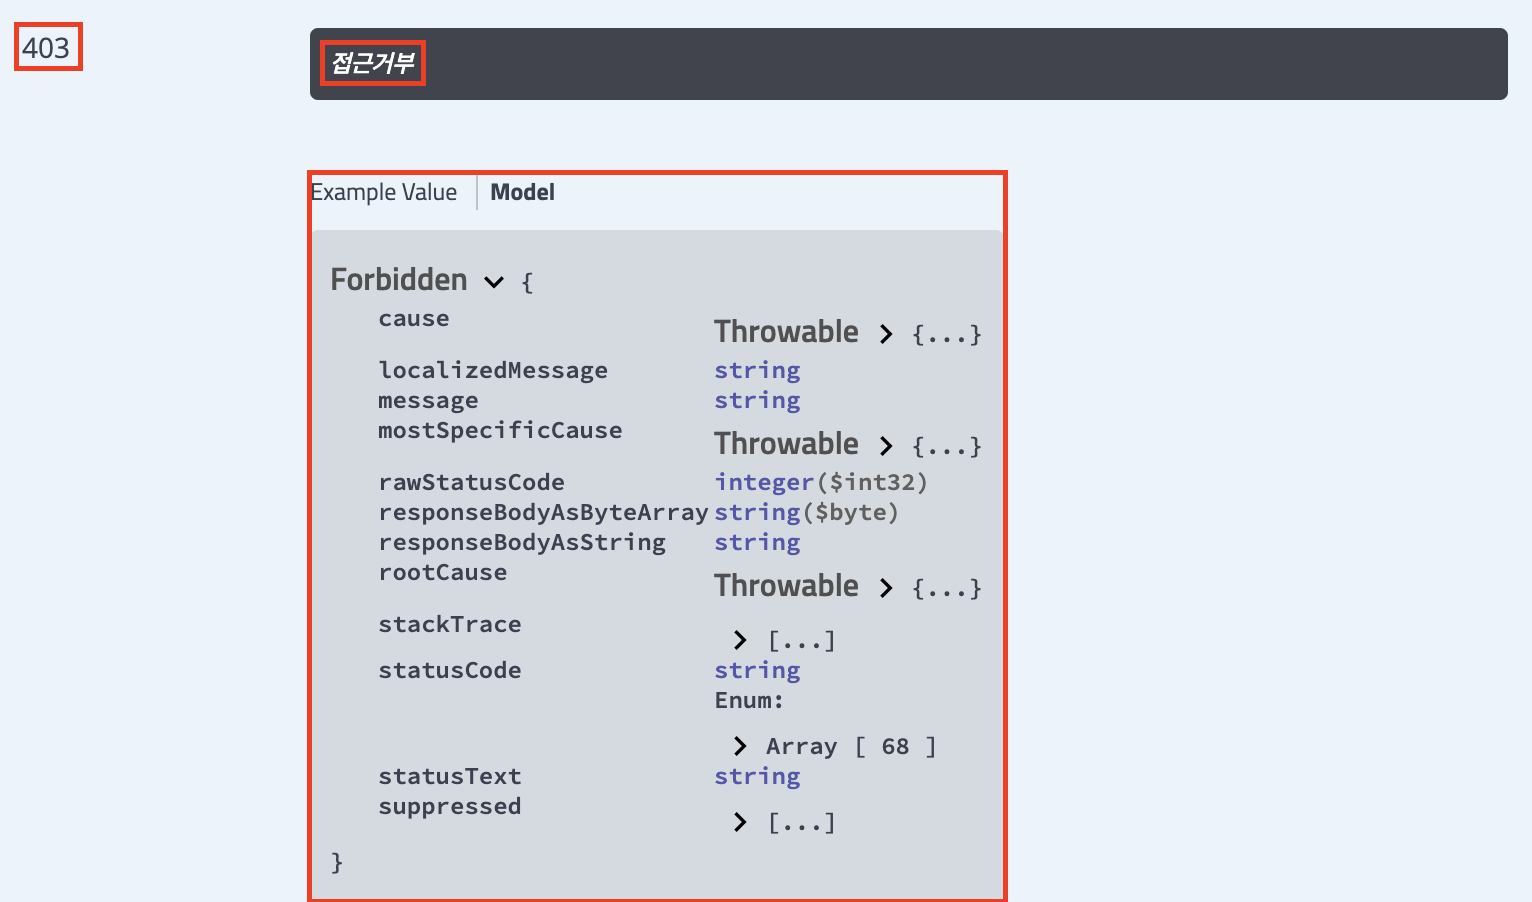 403
접근거부
Example Value Model
Forbidden {
cause Throwable {...}
localizedMessage string
message string
mostSpecificCause Throwable {...}
rawStatusCode integer($int32)
responseBodyAsByteArray string($byte)
responseBodyAsString string
rootCause Throwable {...}
stackTrace [...]
statusCode string
Enum:
Array [ 68 ]
statusText string
suppressed [...]
}